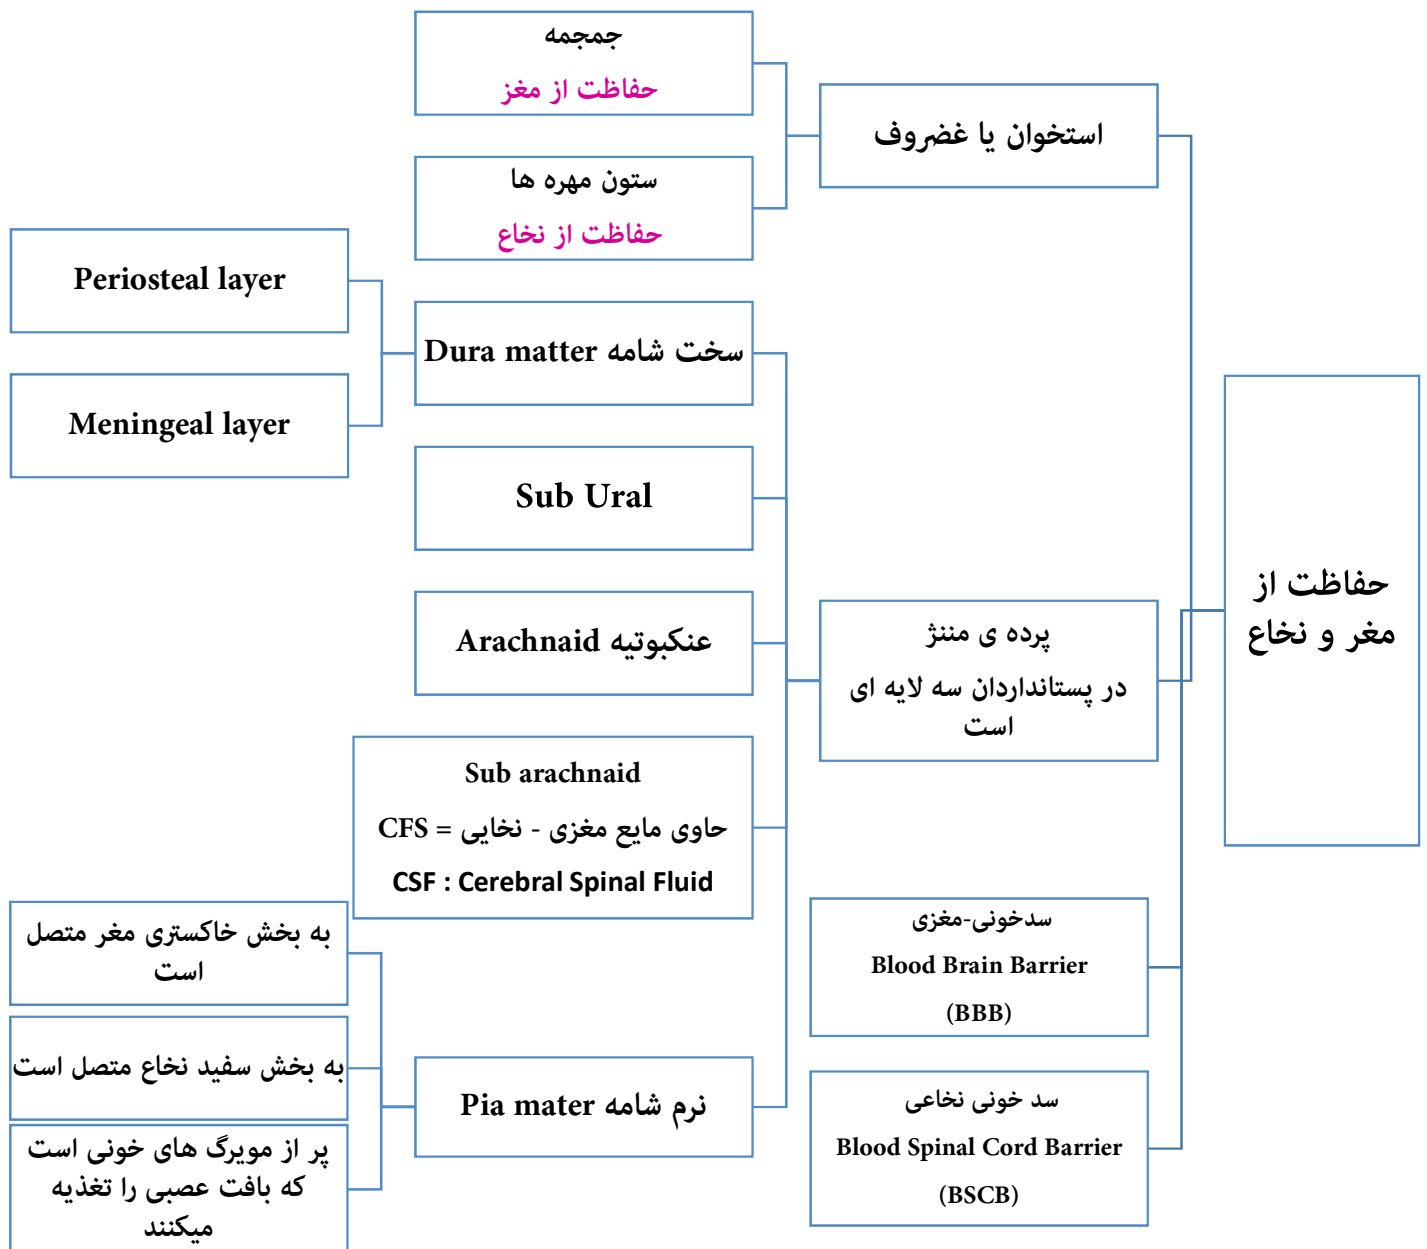 حفاظت از
مغر و نخاع
استخوان یا غضروف
جمجمه
حفاظت از مغز
ستون مهره ها
حفاظت از نخاع
پرده ی مننژ
در پستانداردان سه لایه ای
است
سخت شامه Dura matter
Periosteal layer
Meningeal layer
Sub Ural
عنکبوتیه Arachnaid
Sub arachnaid
حاوی مایع مغزی - نخایی = CFS
CSF : Cerebral Spinal Fluid
نرم شامه Pia mater
به بخش خاکستری مغر متصل
است
به بخش سفید نخاع متصل است
پر از مویرگ های خونی است
که بافت عصبی را تغذیه
میکنند
سدخونی-مغزی
Blood Brain Barrier
(BBB)
سد خونی نخاعی
Blood Spinal Cord Barrier
(BSCB)